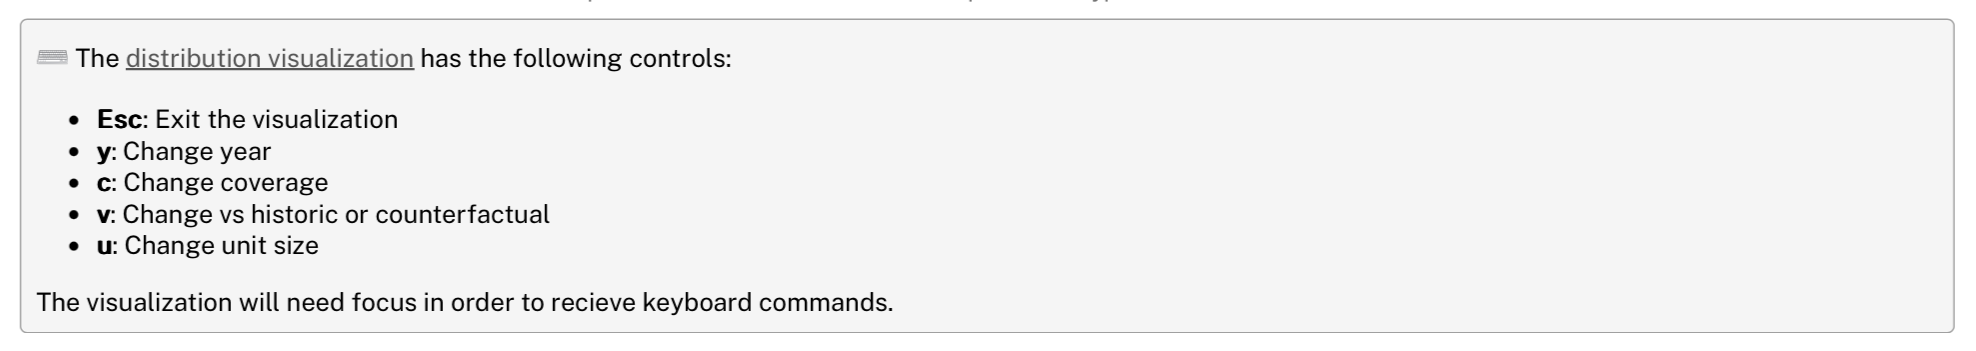 The distribution visualization has the following controls:
• Esc: Exit the visualization
• y: Change year
• c: Change coverage
• v: Change vs historic or counterfactual
• u: Change unit size
The visualization will need focus in order to recieve keyboard commands.